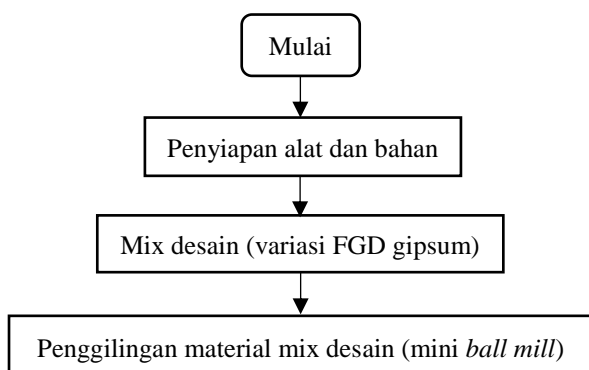 Mulai
Penyiapan alat dan bahan
Mix desain (variasi FGD gipsum)
Penggilingan material mix desain (mini ball mill)